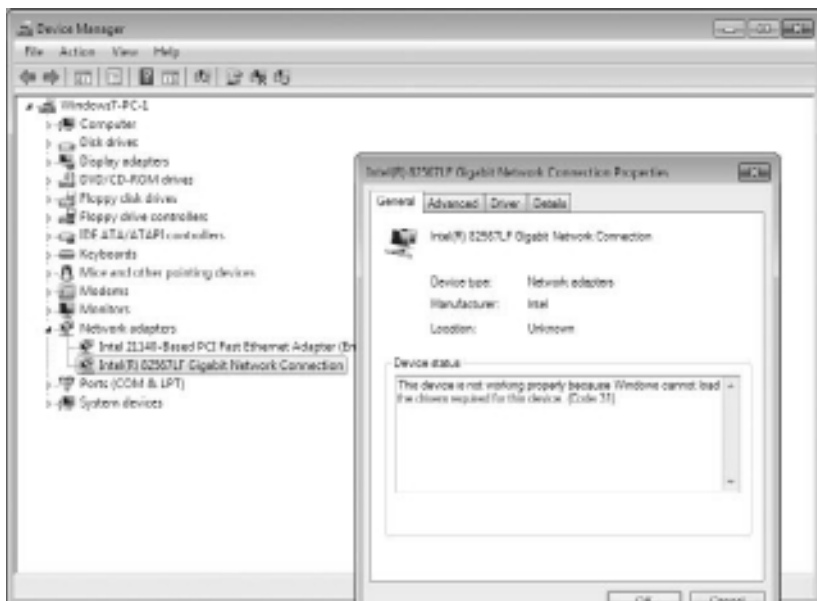 Device Manager
File Action View Help
Windows7-PC-1
Computer
Disk drives
Display adapters
DVD/CD-ROM drives
Floppy disk drives
Floppy drive controllers
IDE ATA/ATAPI controllers
Keyboards
Mice and other pointing devices
Modems
Monitors
Network adapters
Intel 21140-Based PCI Fast Ethernet Adapter
Intel(R) 82567LF Gigabit Network Connection
Ports (COM & LPT)
System devices
Intel(R) 82567LF Gigabit Network Connection Properties
General Advanced Driver Details
Intel(R) 82567LF Gigabit Network Connection
Device type: Network adapters
Manufacturer: Intel
Location: Unknown
Device status
This device is not working properly because Windows cannot load
the drivers required for this device. (Code 31)
OK Cancel